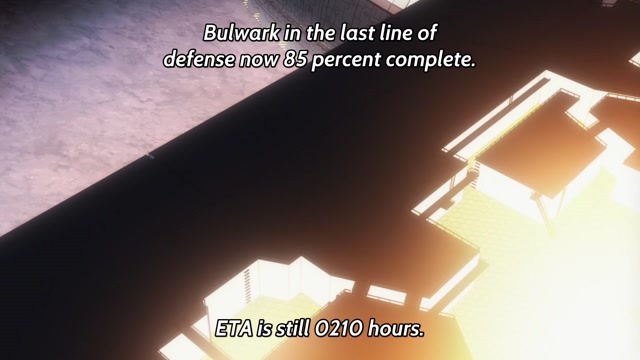 Bulwark in the last line of
defense now 85 percent complete.
ETA is still 0210 hours.